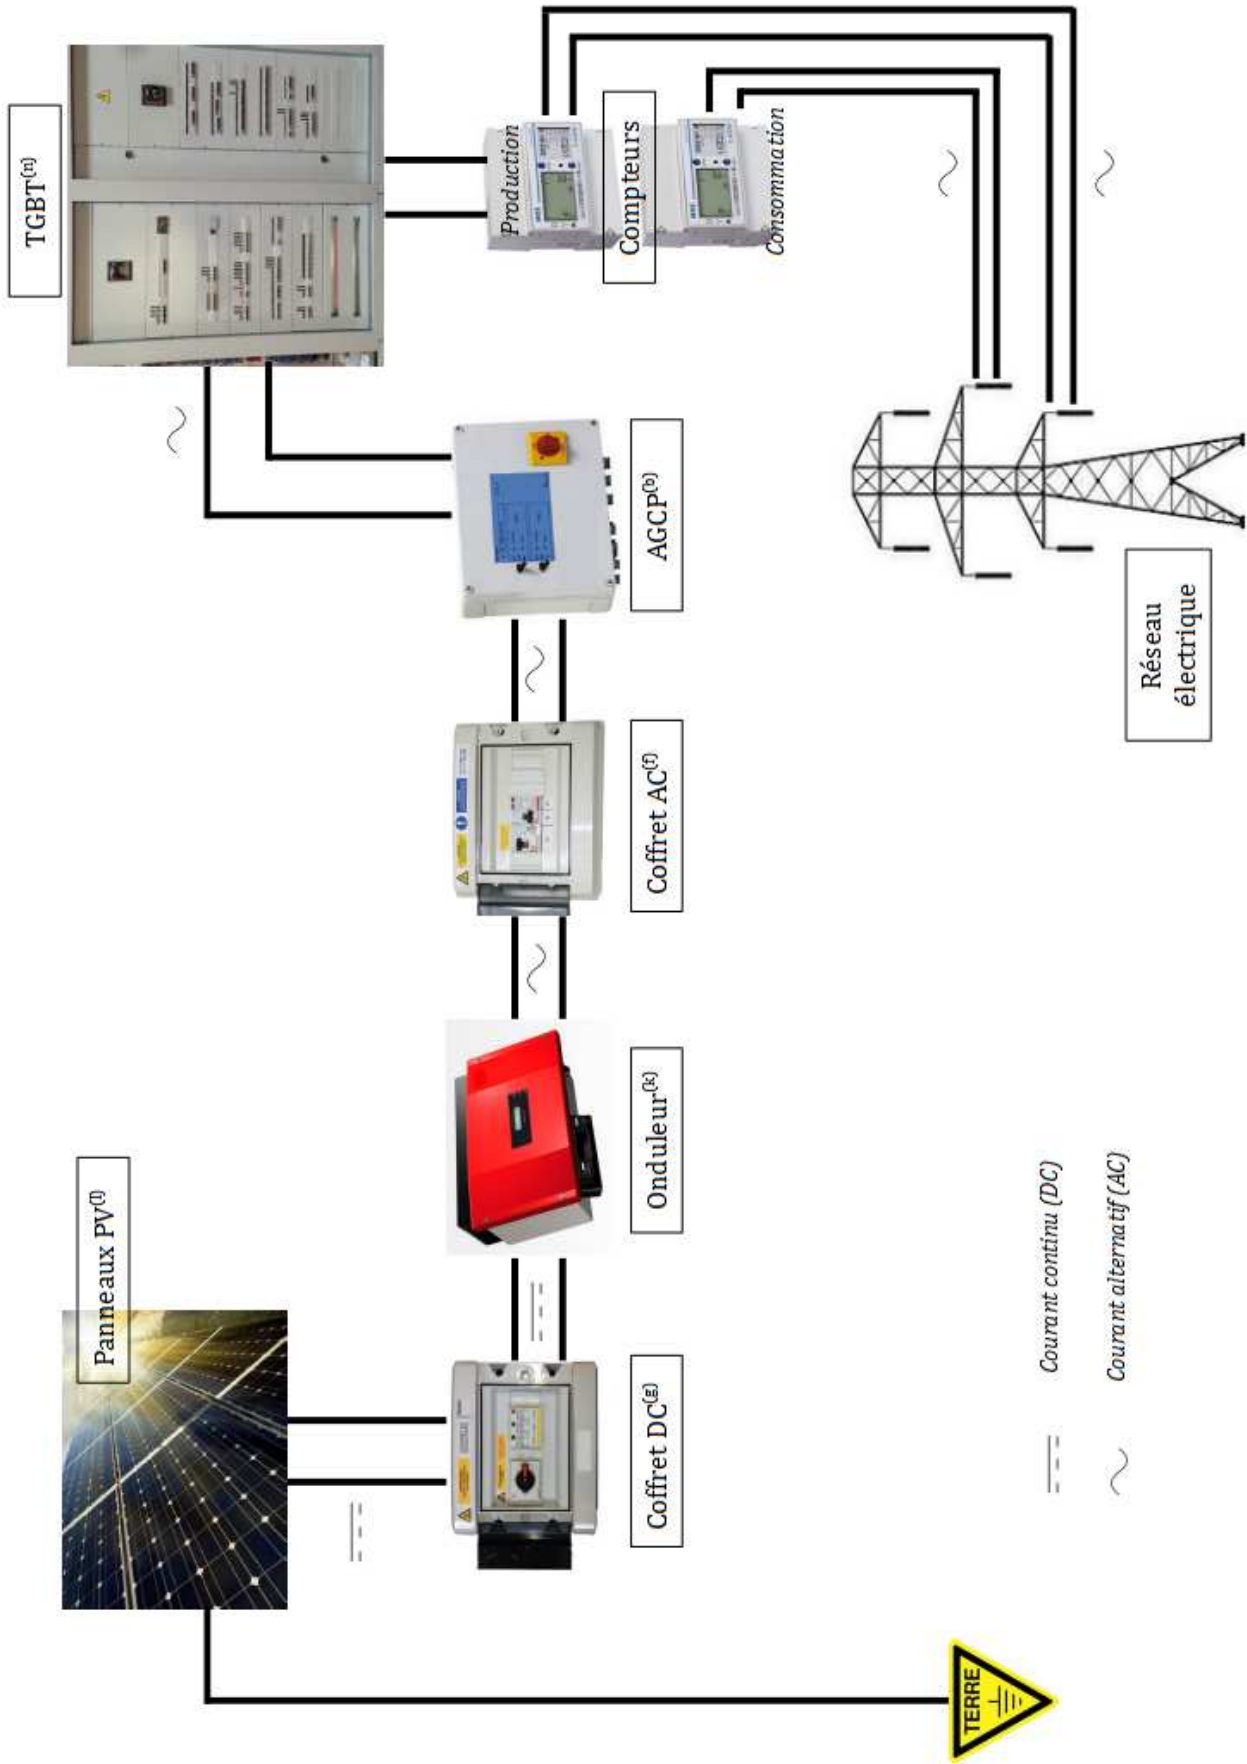 Panneaux PV(l)
TGBT(n)
Production
Compteurs
Consommation
Coffret DC(g)
Onduleur(k)
Coffret AC(f)
AGCP(b)
TERRE
Courant continu (DC)
Courant alternatif (AC)
Réseau
électrique